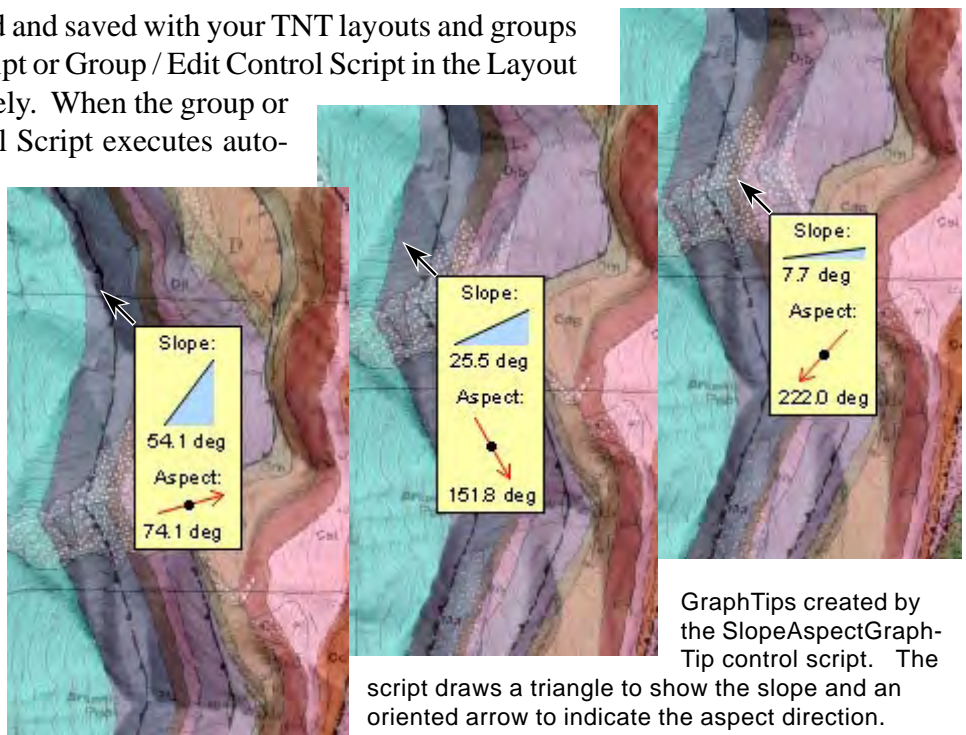 d and saved with your TNT layouts and groups
pt or Group / Edit Control Script in the Layout
ely. When the group or
l Script executes auto-
Slope:
54.1 deg
Aspect:
74.1 deg
Slope:
25.5 deg
Aspect:
151.8 deg
Slope:
7.7 deg
Aspect:
222.0 deg
GraphTips created by
the SlopeAspectGraph-
Tip control script. The
script draws a triangle to show the slope and an
oriented arrow to indicate the aspect direction.